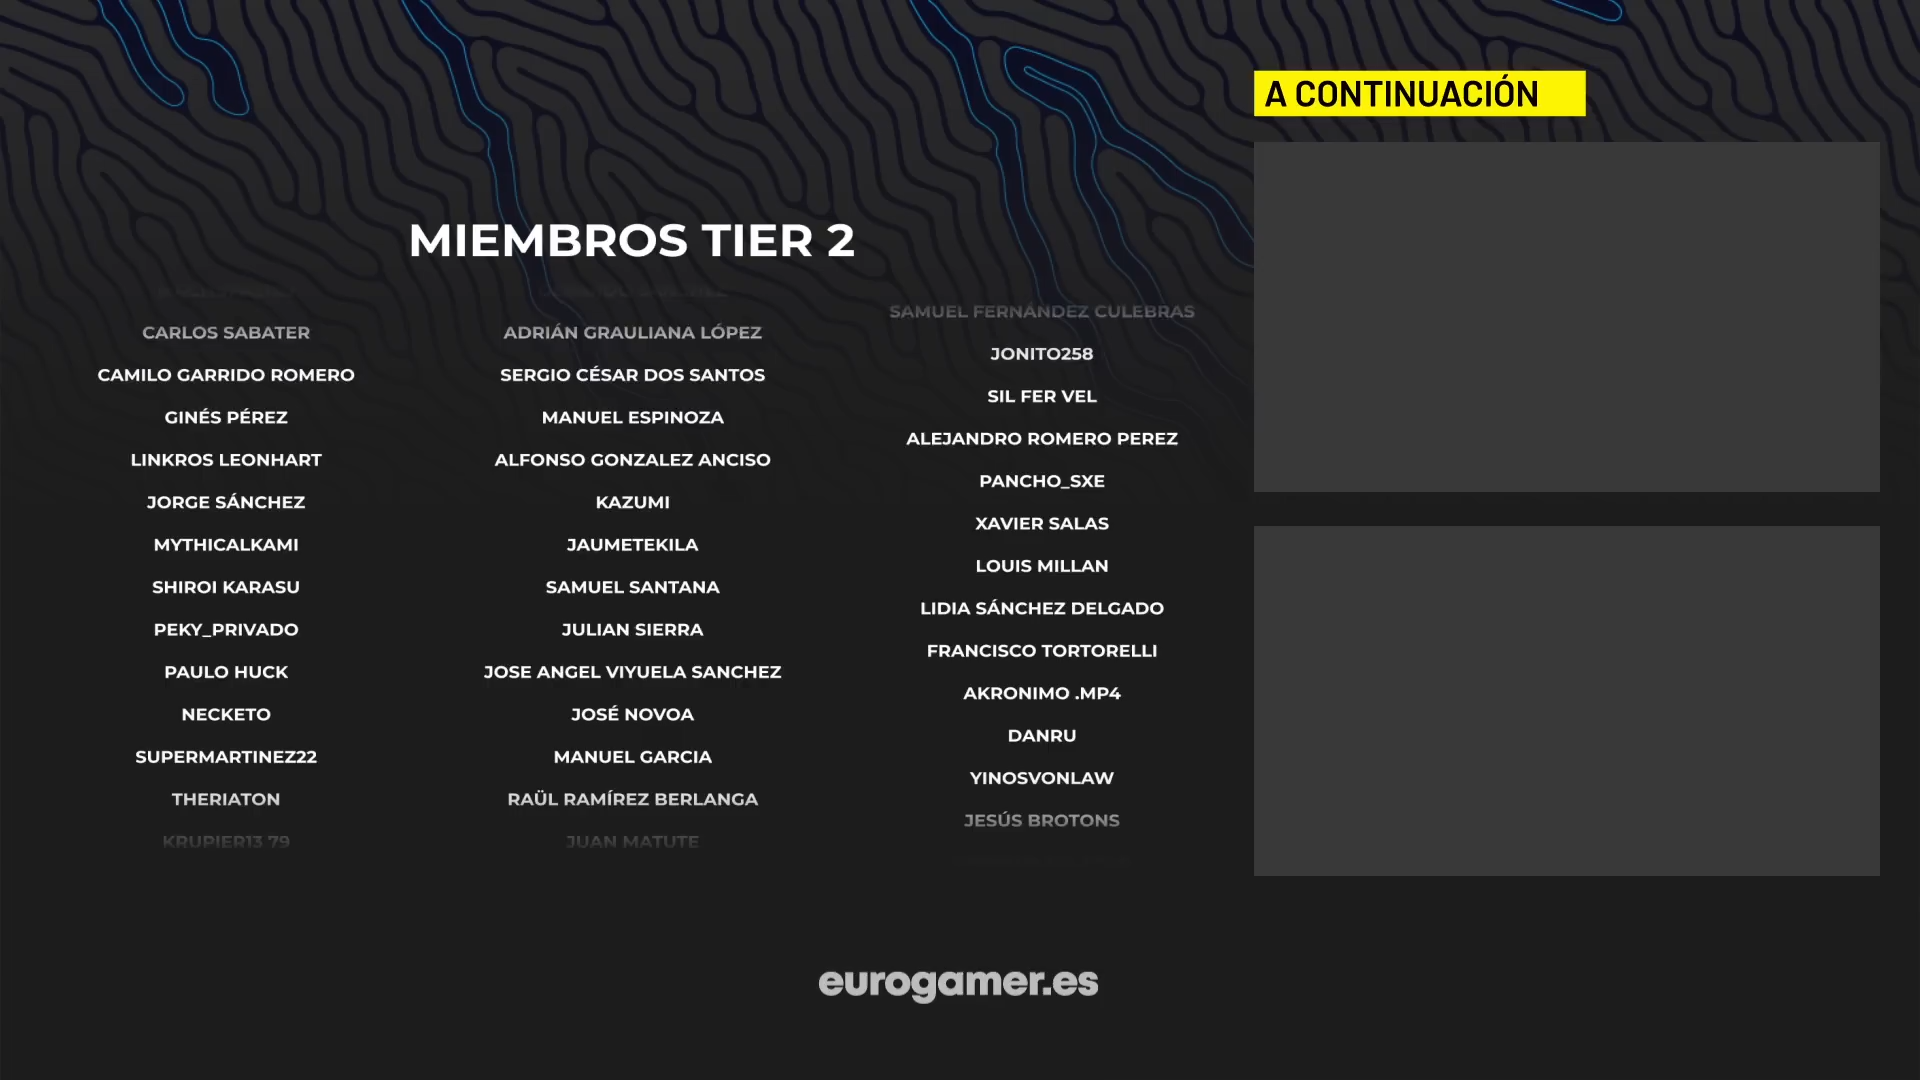 A CONTINUACIÓN
MIEMBROS TIER 2
CARLOS SABATER
CAMILO GARRIDO ROMERO
GINÉS PÉREZ
LINKROS LEONHART
JORGE SÁNCHEZ
MYTHICALKAMI
SHIROI KARASU
PEKY_PRIVADO
PAULO HUCK
NECKETO
SUPERMARTINEZ22
THERIATON
KRUPIER13 79
ADRIÁN GRAULIANA LÓPEZ
SERGIO CÉSAR DOS SANTOS
MANUEL ESPINOZA
ALFONSO GONZALEZ ANCISO
KAZUMI
JAUMETEKILA
SAMUEL SANTANA
JULIAN SIERRA
JOSE ANGEL VIYUELA SANCHEZ
JOSÉ NOVOA
MANUEL GARCIA
RAÜL RAMÍREZ BERLANGA
JUAN MATUTE
SAMUEL FERNÁNDEZ CULEBRAS
JONITO258
SIL FER VEL
ALEJANDRO ROMERO PEREZ
PANCHO_SXE
XAVIER SALAS
LOUIS MILLAN
LIDIA SÁNCHEZ DELGADO
FRANCISCO TORTORELLI
AKRONIMO .MP4
DANRU
YINOSVONLAW
JESÚS BROTONS
eurogamer.es